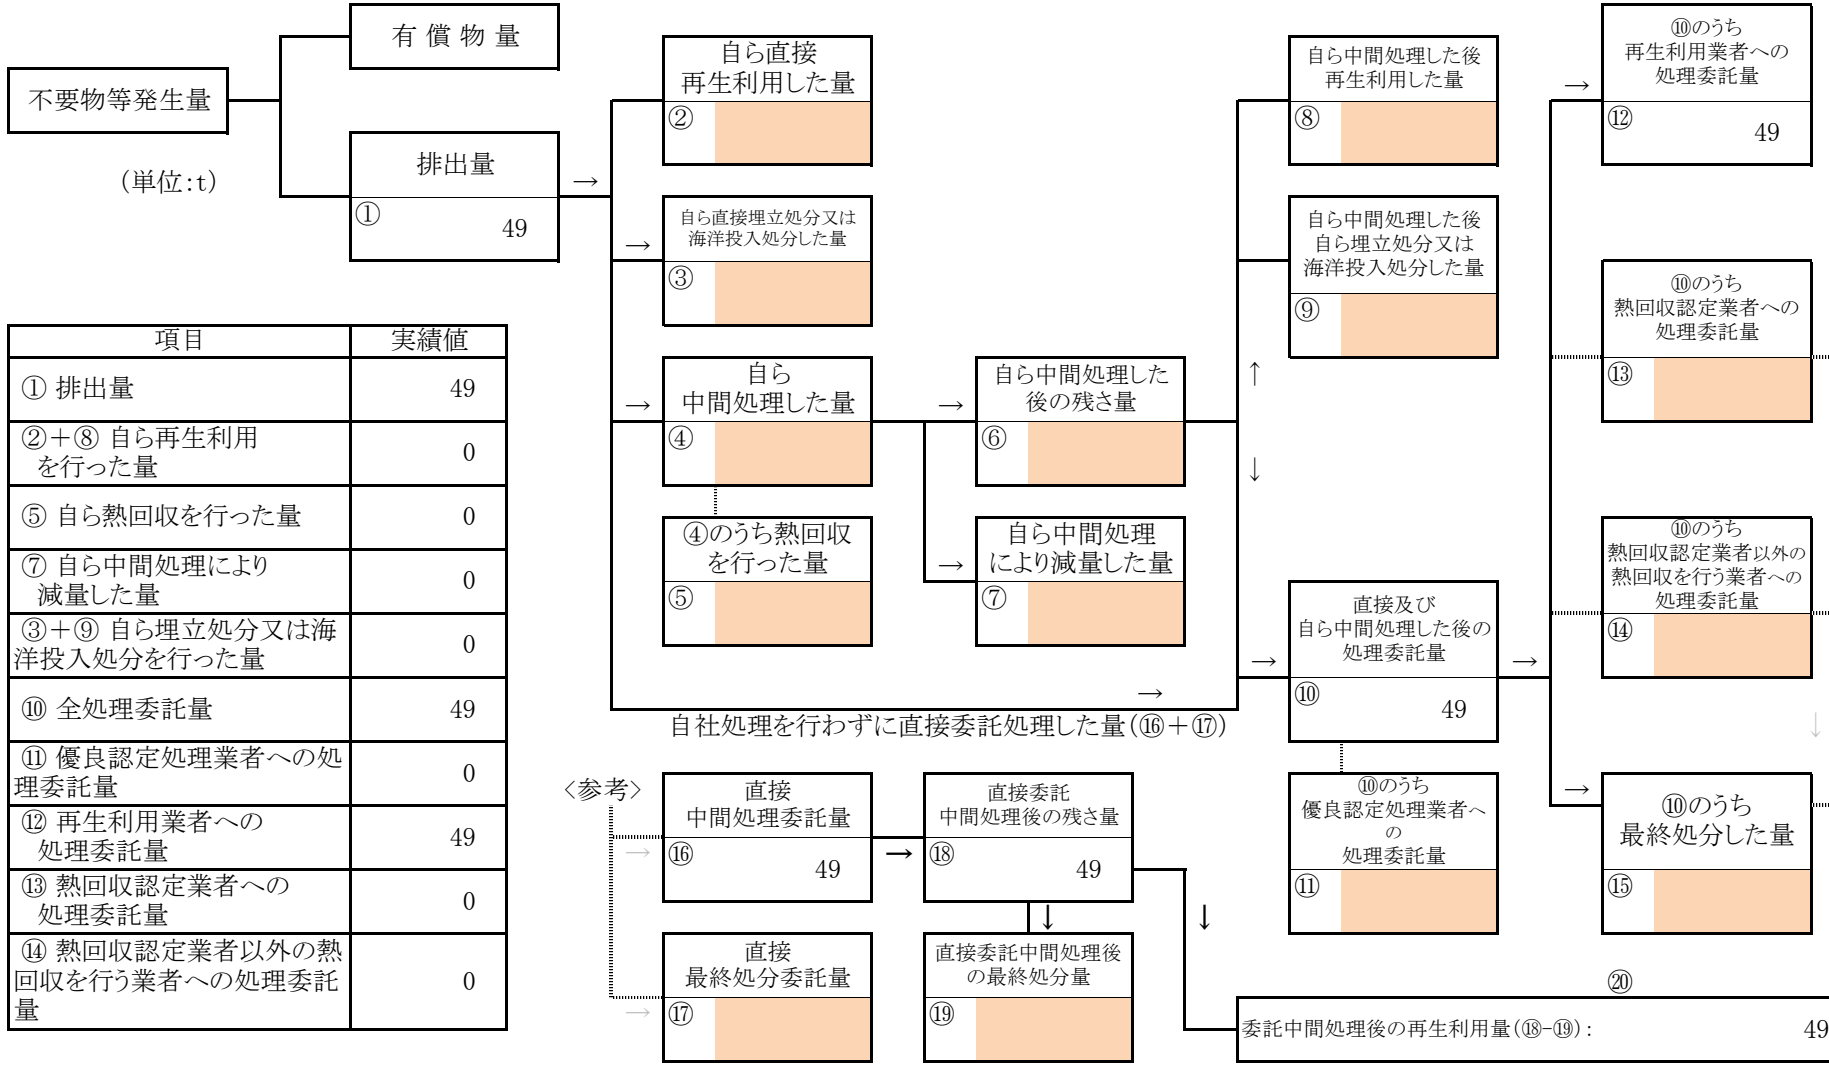 不要物等発生量
(単位:t)
有 償 物 量
排出量
①
49
→
自ら直接
再生利用した量
②
→
自ら直接埋立処分又は
海洋投入処分した量
③
→
自ら
中間処理した量
④
④のうち熱回収
を行った量
⑤
→
自ら中間処理した
後の残さ量
⑥
→
自ら中間処理
により減量した量
⑦
自ら中間処理した後
再生利用した量
⑧
自ら中間処理した後
自ら埋立処分又は
海洋投入処分した量
⑨
↑
↓
→
→
自社処理を行わずに直接委託処理した量(⑯+⑰)
直接及び
自ら中間処理した後の
処理委託量
⑩
49
→
⑩のうち
優良認定処理業者へ
の
処理委託量
⑪
→
⑩のうち
再生利用業者への
処理委託量
⑫
49
⑩のうち
熱回収認定業者への
処理委託量
⑬
⑩のうち
熱回収認定業者以外の
熱回収を行う業者への
処理委託量
⑭
↓
→
⑩のうち
最終処分した量
⑮
項目 実績値
① 排出量 49
②+⑧ 自ら再生利用
を行った量 0
⑤ 自ら熱回収を行った量 0
⑦ 自ら中間処理により
減量した量 0
③+⑨ 自ら埋立処分又は海
洋投入処分を行った量 0
⑩ 全処理委託量 49
⑪ 優良認定処理業者への処
理委託量 0
⑫ 再生利用業者への
処理委託量 49
⑬ 熱回収認定業者への
処理委託量 0
⑭ 熱回収認定業者以外の熱
回収を行う業者への処理委託
量 0
<参考>
→
直接
中間処理委託量
⑯
49
→
直接委託
中間処理後の残さ量
⑱
49
↓
↓
→
直接
最終処分委託量
⑰
直接委託中間処理後
の最終処分量
⑲
⑳
委託中間処理後の再生利用量(⑱-⑲): 49